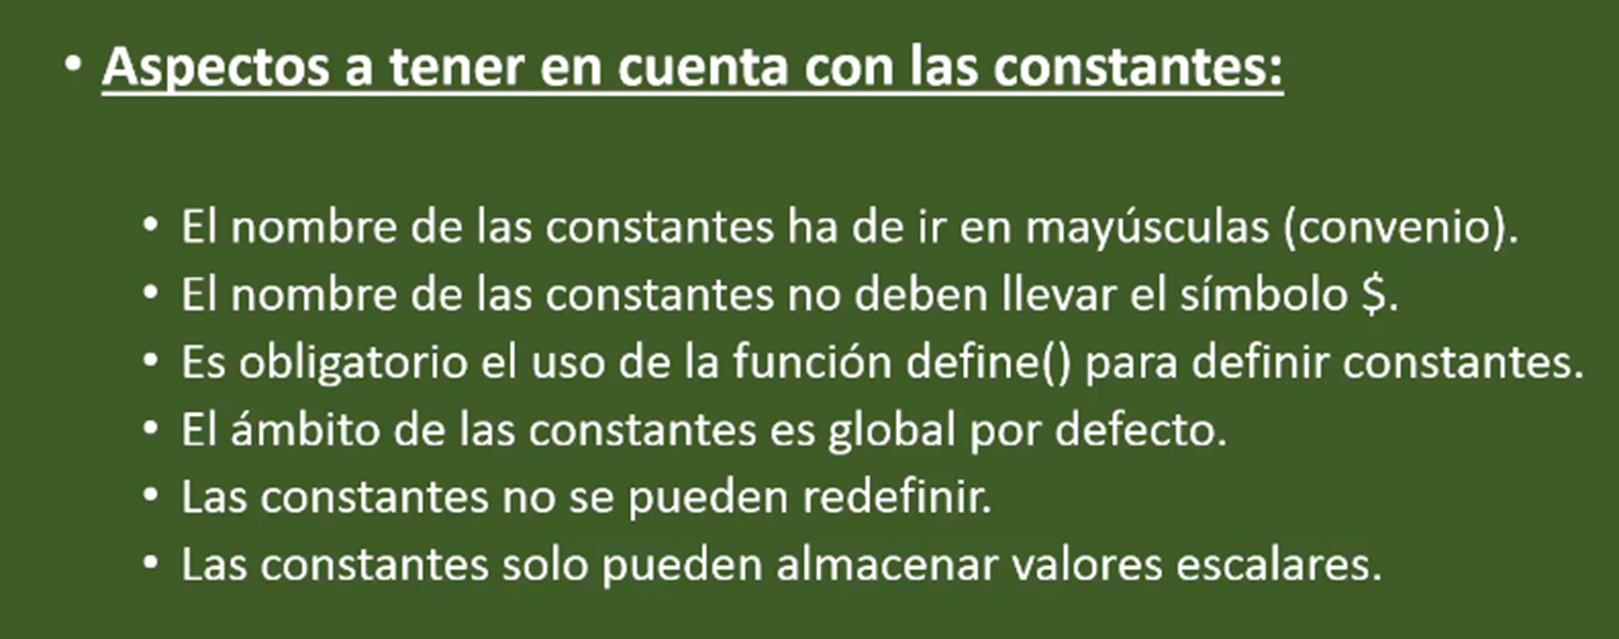 • Aspectos a tener en cuenta con las constantes:
• El nombre de las constantes ha de ir en mayúsculas (convenio).
• El nombre de las constantes no deben llevar el símbolo $.
• Es obligatorio el uso de la función define() para definir constantes.
• El ámbito de las constantes es global por defecto.
• Las constantes no se pueden redefinir.
• Las constantes solo pueden almacenar valores escalares.